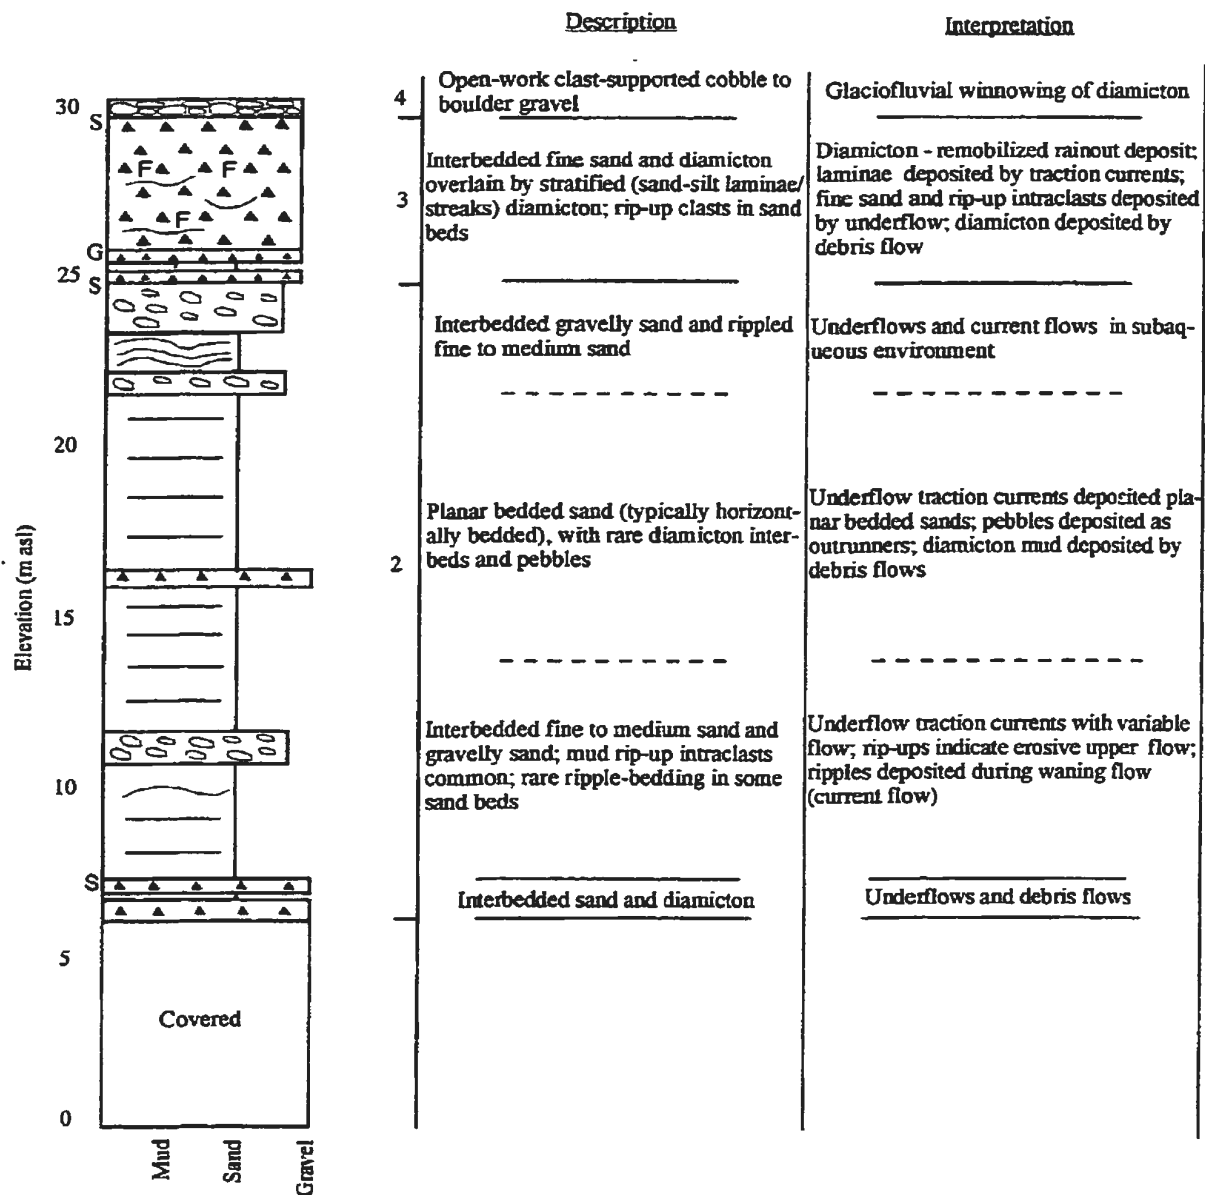 Description
Interpretation
30
S
F
F
F
G
25
S
20
15
10
S
5
Covered
0
Elevation (m asl)
Mud
Sand
Gravel
4
Open-work clast-supported cobble to
boulder gravel
Glaciofluvial winnowing of diamicton
3
Interbedded fine sand and diamicton
overlain by stratified (sand-silt laminae/
streaks) diamicton; rip-up clasts in sand
beds
Diamicton - remobilized rainout deposit;
laminae deposited by traction currents;
fine sand and rip-up intraclasts deposited
by underflow; diamicton deposited by
debris flow
Interbedded gravelly sand and rippled
fine to medium sand
Underflows and current flows in subaq-
ueous environment
2
Planar bedded sand (typically horizont-
ally bedded), with rare diamicton inter-
beds and pebbles
Underflow traction currents deposited pla-
nar bedded sands; pebbles deposited as
outrunners; diamicton mud deposited by
debris flows
Interbedded fine to medium sand and
gravelly sand; mud rip-up intraclasts
common; rare ripple-bedding in some
sand beds
Underflow traction currents with variable
flow; rip-ups indicate erosive upper flow;
ripples deposited during waning flow
(current flow)
Interbedded sand and diamicton
Underflows and debris flows